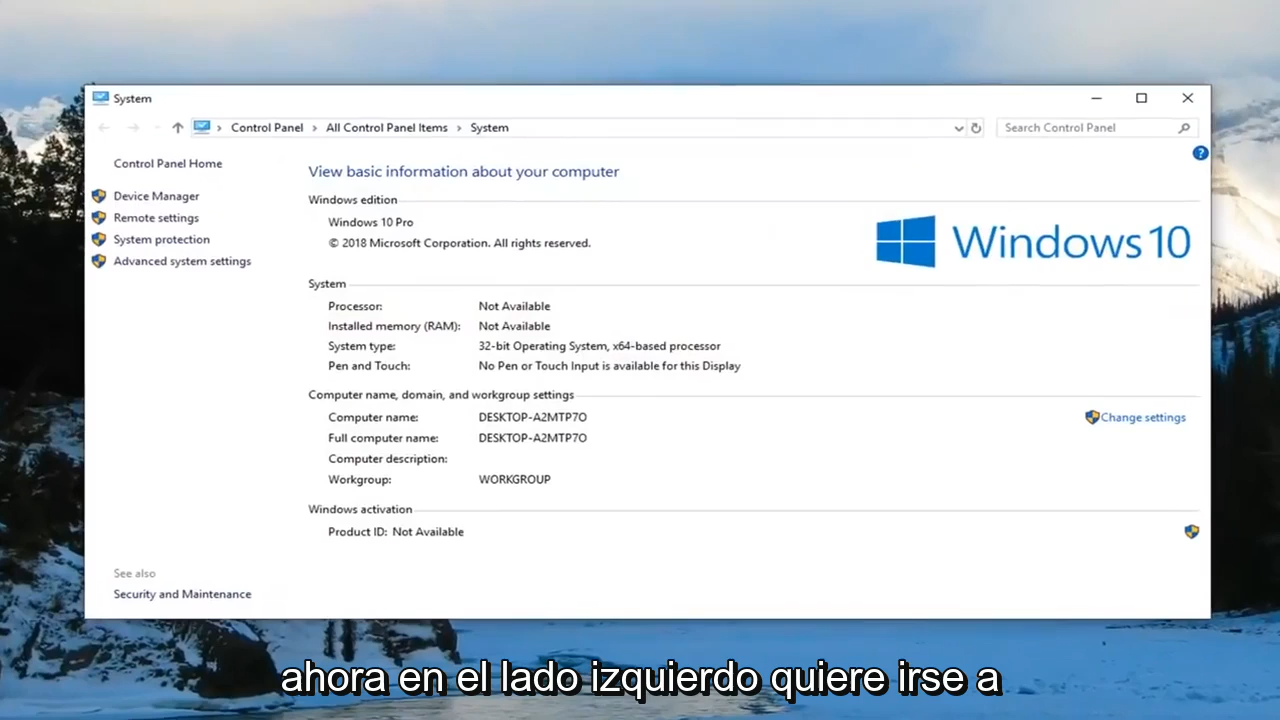 System
Control Panel > All Control Panel Items > System
Search Control Panel
?
Control Panel Home
Device Manager
Remote settings
System protection
Advanced system settings
See also
Security and Maintenance
View basic information about your computer
Windows edition
Windows 10 Pro
© 2018 Microsoft Corporation. All rights reserved.
Windows 10
System
Processor: Not Available
Installed memory (RAM): Not Available
System type: 32-bit Operating System, x64-based processor
Pen and Touch: No Pen or Touch Input is available for this Display
Computer name, domain, and workgroup settings
Computer name: DESKTOP-A2MTP7O
Change settings
Full computer name: DESKTOP-A2MTP7O
Computer description:
Workgroup: WORKGROUP
Windows activation
Product ID: Not Available
ahora en el lado izquierdo quiere irse a